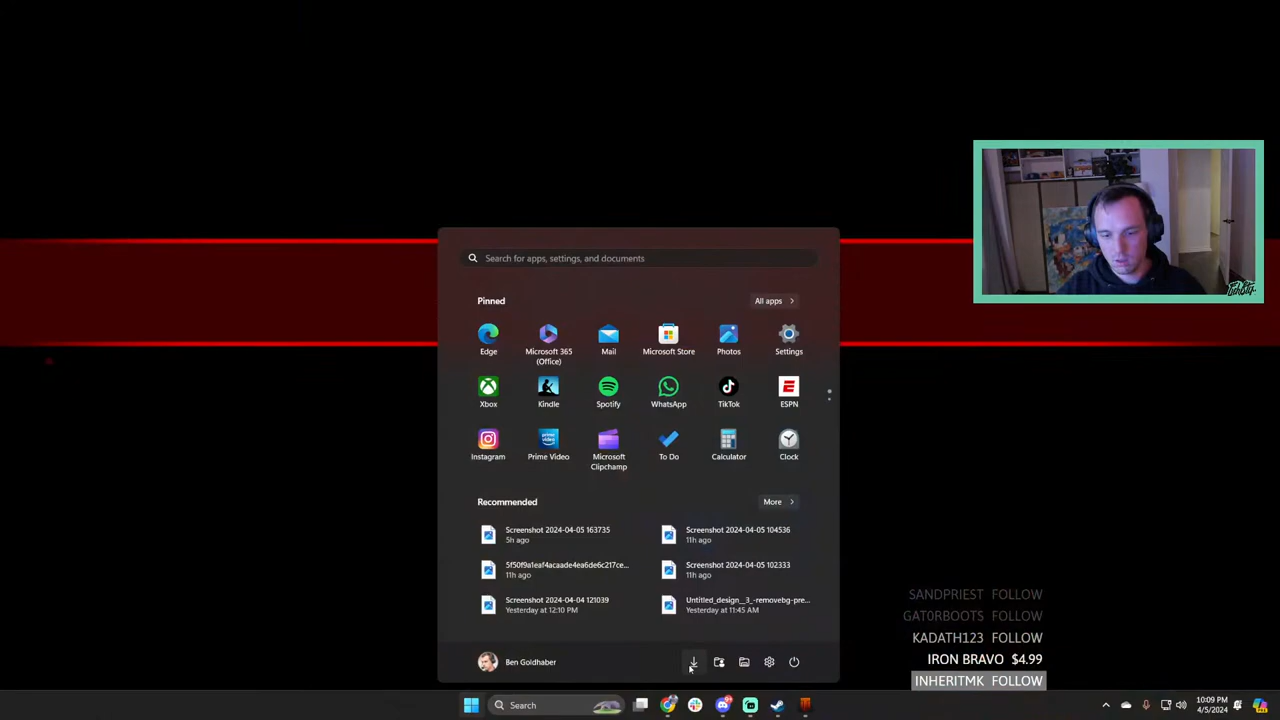 Search for apps, settings, and documents
Pinned
All apps
Edge
Microsoft 365
(Office)
Mail
Microsoft Store
Photos
Settings
Xbox
Kindle
Spotify
WhatsApp
TikTok
ESPN
Instagram
Prime Video
Microsoft
Clipchamp
To Do
Calculator
Clock
Recommended
More
Screenshot 2024-04-05 163735
5h ago
Screenshot 2024-04-05 104536
11h ago
5f50f9a1eaf4acaade4ea6de6c217ce...
11h ago
Screenshot 2024-04-05 102333
11h ago
Screenshot 2024-04-04 121039
Yesterday at 12:10 PM
Untitled_design__3_-removebg-pre...
Yesterday at 11:45 AM
Ben Goldhaber
SANDPRIEST FOLLOW
GAT0RBOOTS FOLLOW
KADATH123 FOLLOW
IRON BRAVO $4.99
INHERITMK FOLLOW
Search
10:09 PM
4/5/2024